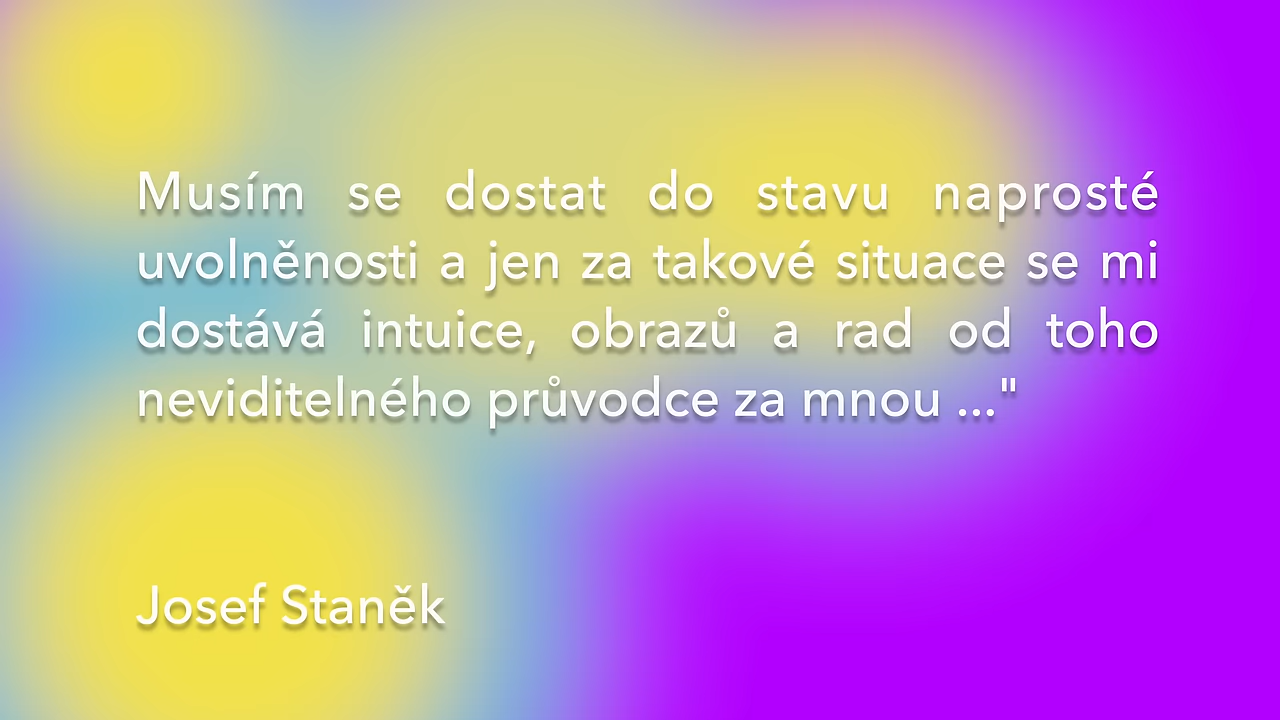 Musím se dostat do stavu naprosté
uvolněnosti a jen za takové situace se mi
dostává intuice, obrazů a rad od toho
neviditelného průvodce za mnou ..."
Josef Staněk